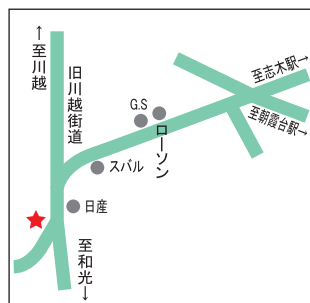 ↑至川越
旧川越街道
G.S
ローソン
至志木駅→
至朝霞台駅→
スバル
日産
至和光→